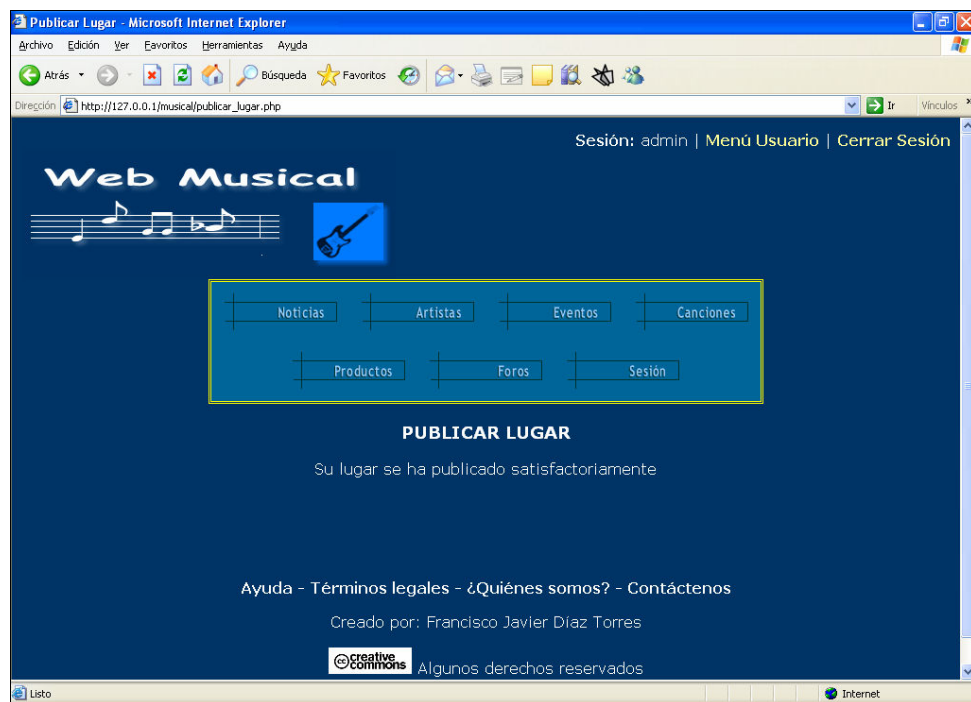 Publicar Lugar - Microsoft Internet Explorer
Archivo Edición Ver Favoritos Herramientas Ayuda
Atrás Búsqueda Favoritos
Dirección http://127.0.0.1/musical/publicar_lugar.php Ir Vínculos »
Sesión: admin | Menú Usuario | Cerrar Sesión
Web Musical
Noticias Artistas Eventos Canciones
Productos Foros Sesión
PUBLICAR LUGAR
Su lugar se ha publicado satisfactoriamente
Ayuda - Términos legales - ¿Quiénes somos? - Contáctenos
Creado por: Francisco Javier Díaz Torres
cc creative commons Algunos derechos reservados
Listo Internet